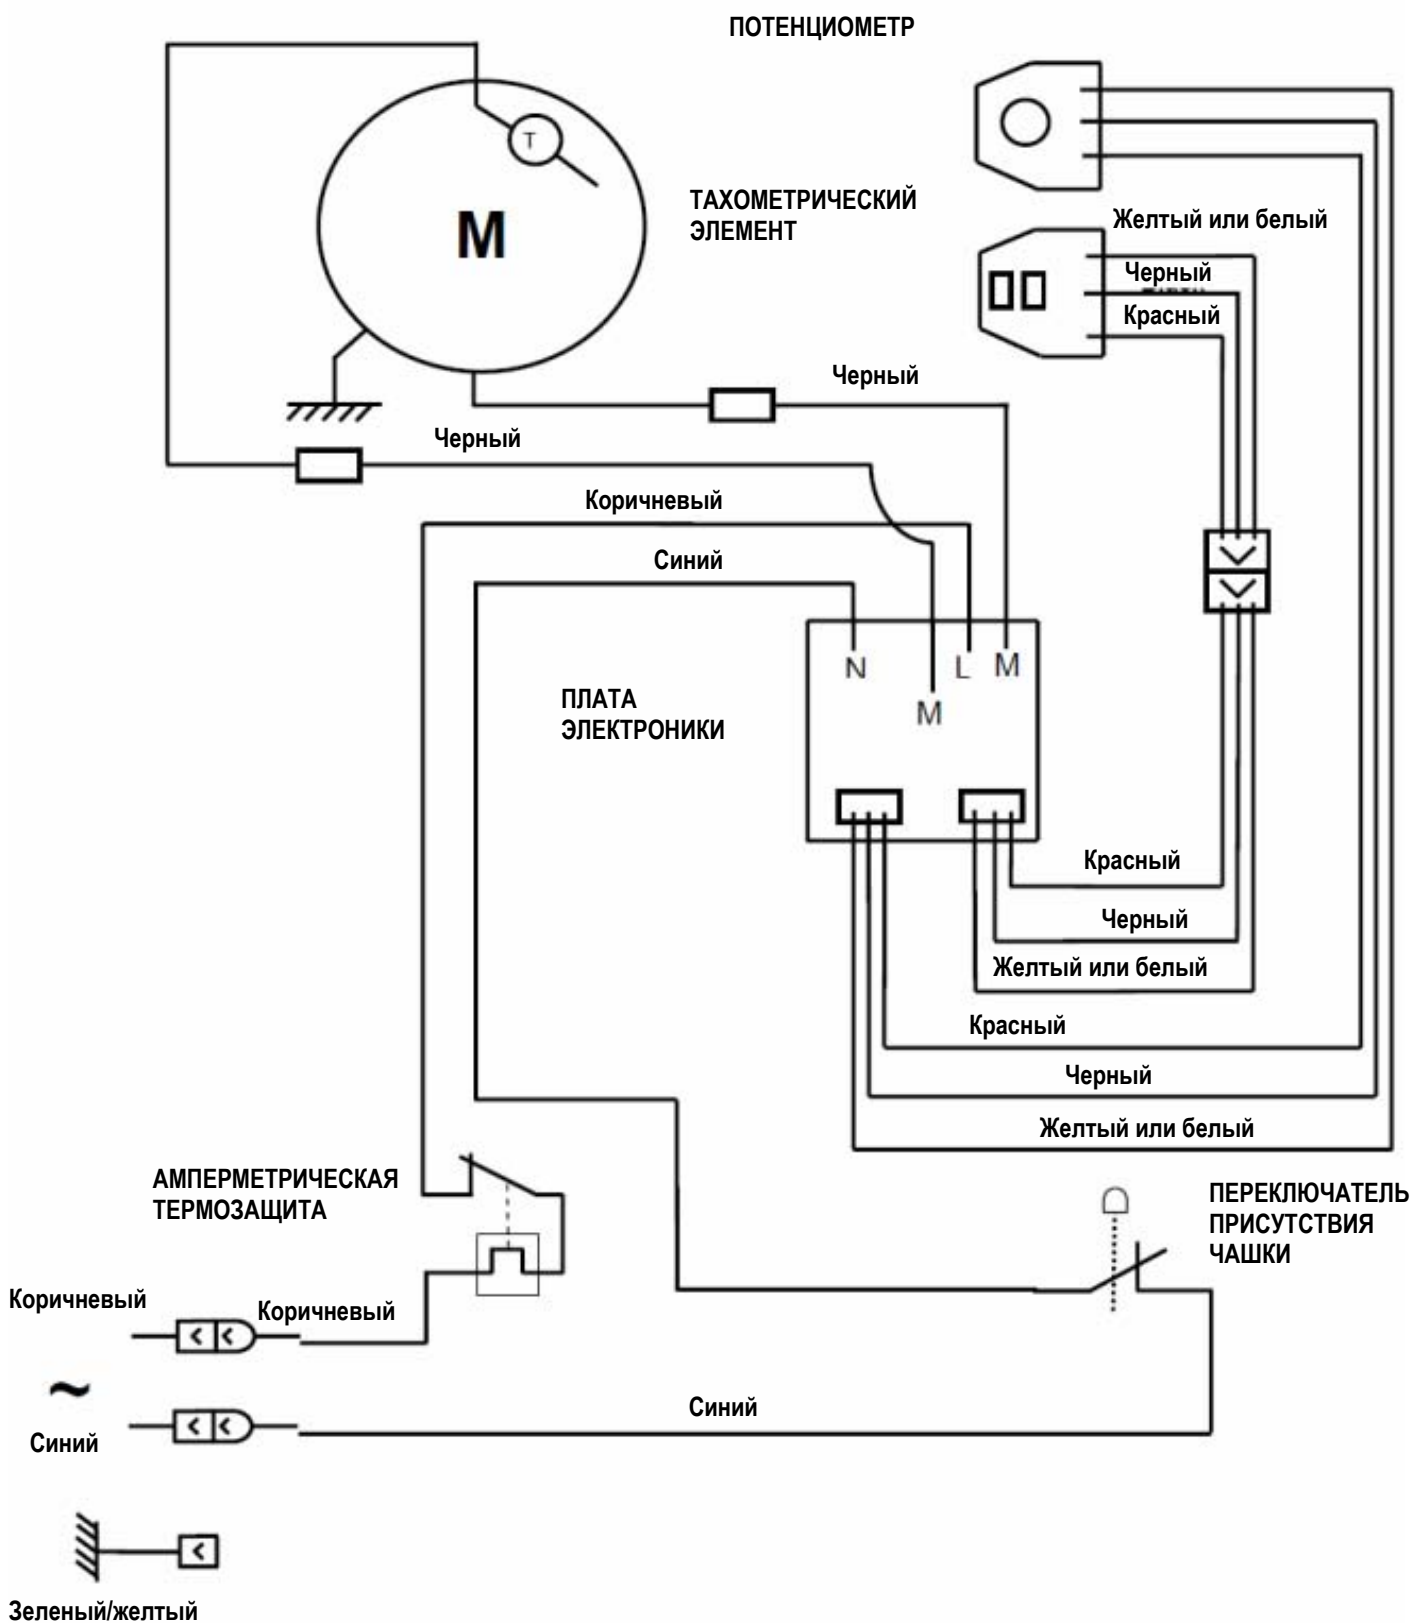 ПОТЕНЦИОМЕТР
T
M
ТАХОМЕТРИЧЕСКИЙ
ЭЛЕМЕНТ
Желтый или белый
Черный
Красный
Черный
Черный
Коричневый
Синий
N
L
M
M
ПЛАТА
ЭЛЕКТРОНИКИ
Красный
Черный
Желтый или белый
Красный
Черный
Желтый или белый
АМПЕРМЕТРИЧЕСКАЯ
ТЕРМОЗАЩИТА
ПЕРЕКЛЮЧАТЕЛЬ
ПРИСУТСТВИЯ
ЧАШКИ
Коричневый
Коричневый
~
Синий
Синий
Зеленый/желтый